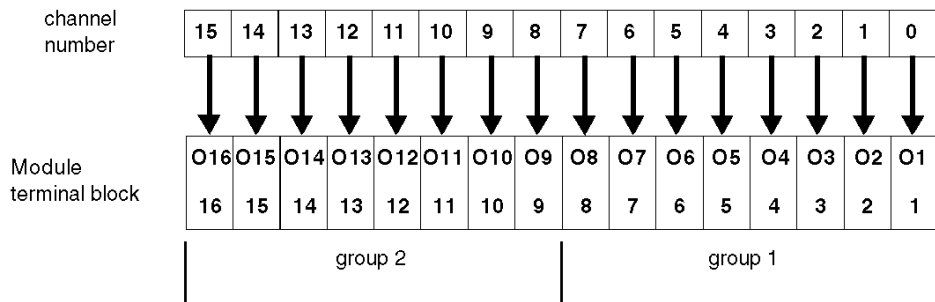 channel number
15 14 13 12 11 10 9 8 7 6 5 4 3 2 1 0
Module terminal block
O16 O15 O14 O13 O12 O11 O10 O9 O8 O7 O6 O5 O4 O3 O2 O1
16 15 14 13 12 11 10 9 8 7 6 5 4 3 2 1
group 2 group 1